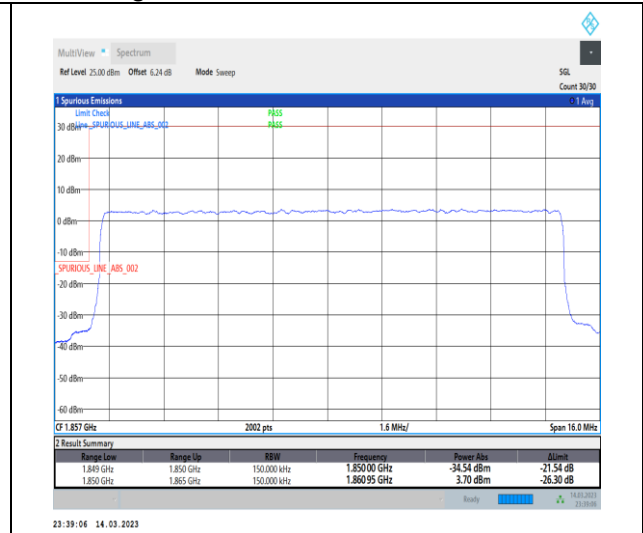 MultiView Spectrum
Ref Level 25.00 dBm Offset 6.24 dB Mode Sweep SGL
Count 30/30
1 Spurious Emissions 1 Avg
Limit Check PASS
Line _SPURIOUS_LINE_ABS_002 PASS
30 dBm
20 dBm
10 dBm
0 dBm
-10 dBm
_SPURIOUS_LINE_ABS_002
-20 dBm
-30 dBm
-40 dBm
-50 dBm
-60 dBm
CF 1.857 GHz 2002 pts 1.6 MHz/ Span 16.0 MHz
2 Result Summary
Range Low Range Up RBW Frequency Power Abs ΔLimit
1.849 GHz 1.850 GHz 150.000 kHz 1.85000 GHz -34.54 dBm -21.54 dB
1.850 GHz 1.865 GHz 150.000 kHz 1.86095 GHz 3.70 dBm -26.30 dB
Ready 14.03.2023
23:39:06
23:39:06 14.03.2023